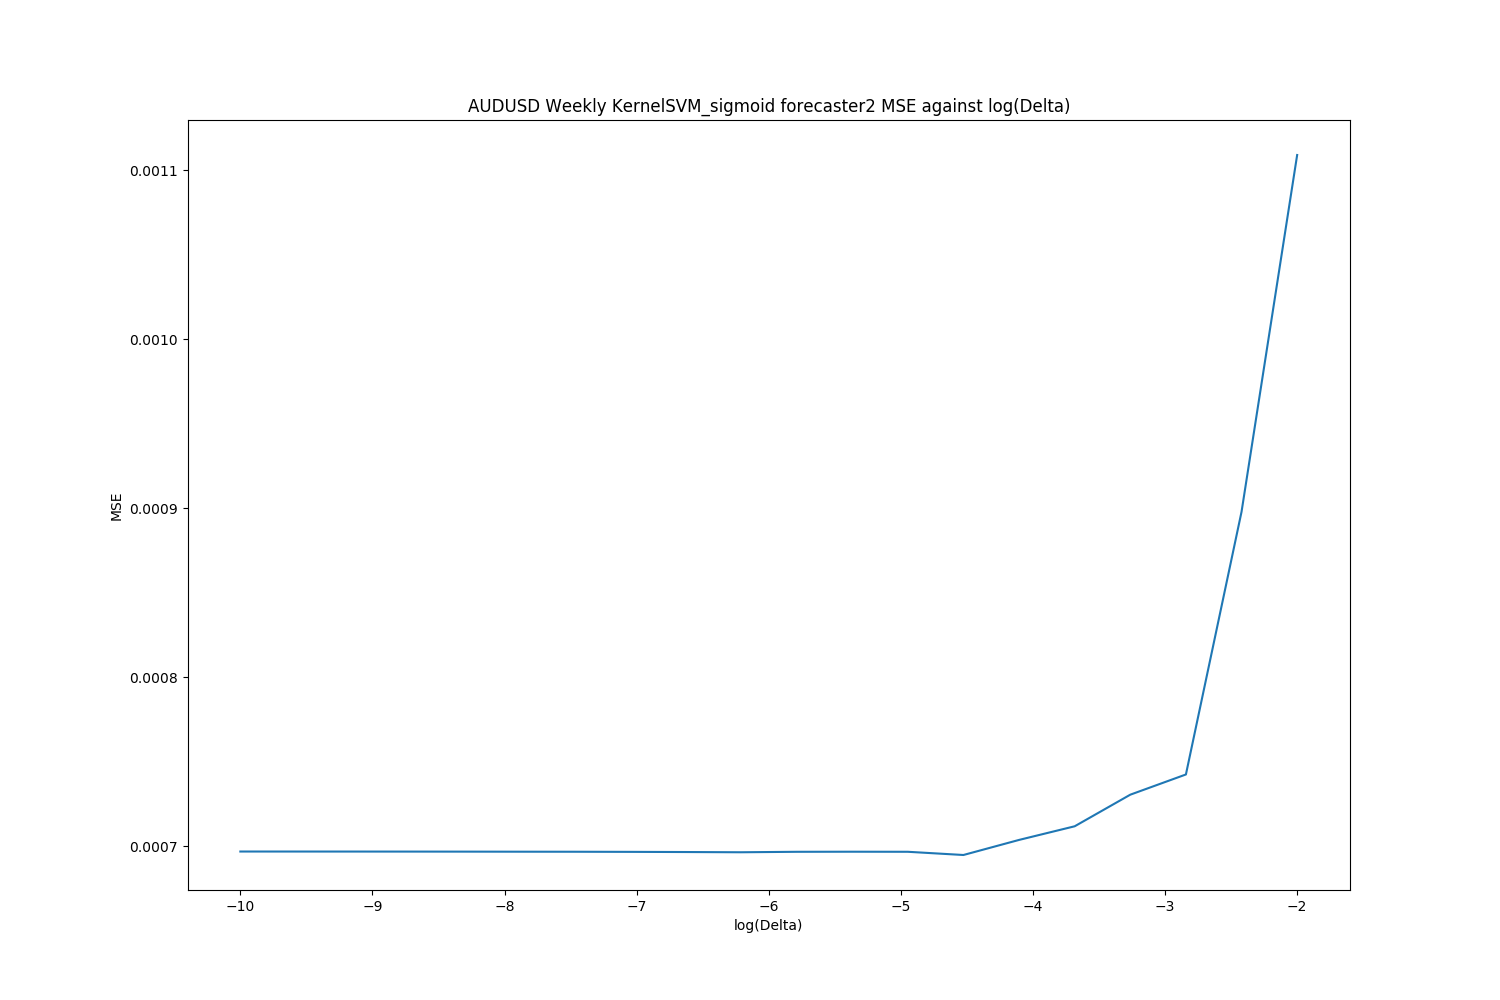 AUDUSD Weekly KernelSVM_sigmoid forecaster2 MSE against log(Delta)
0.0011
0.0010
0.0009
0.0008
0.0007
MSE
−10 −9 −8 −7 −6 −5 −4 −3 −2
log(Delta)